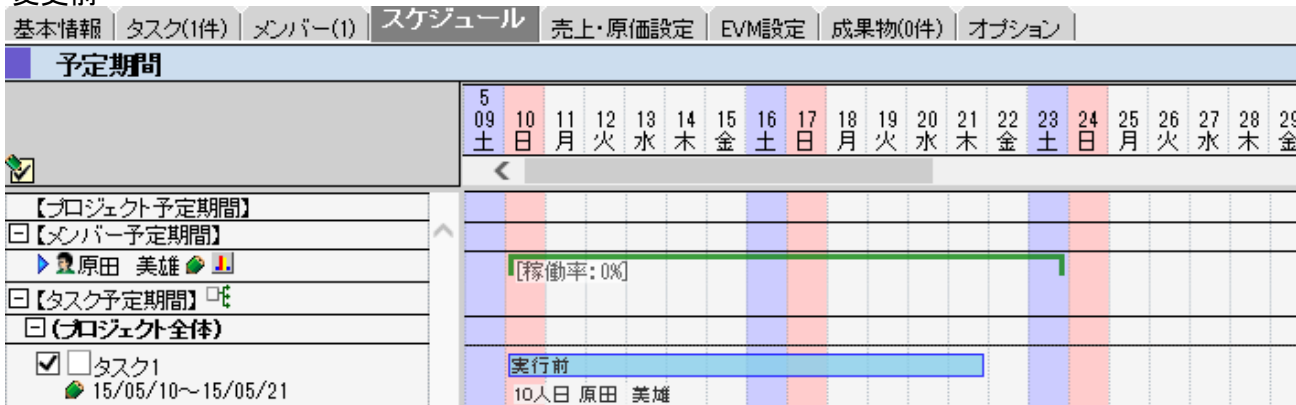 変更前
基本情報 タスク(1件) メンバー(1) スケジュール 売上・原価設定 EVM設定 成果物(0件) オプション
予定期間
5
09 10 11 12 13 14 15 16 17 18 19 20 21 22 23 24 25 26 27 28 29
土 日 月 火 水 木 金 土 日 月 火 水 木 金 土 日 月 火 水 木 金
【プロジェクト予定期間】
【メンバー予定期間】
原田 美雄
[稼働率:0%]
【タスク予定期間】
(プロジェクト全体)
タスク1
実行前
15/05/10～15/05/21
10人日 原田 美雄